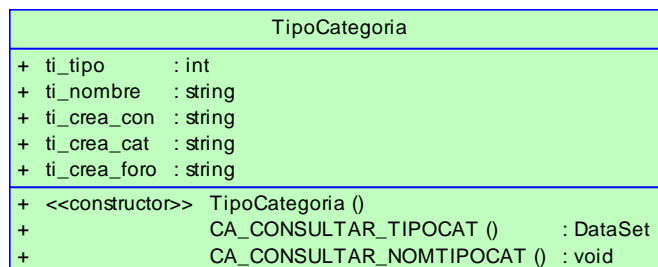 TipoCategoria
+ ti_tipo : int
+ ti_nombre : string
+ ti_crea_con : string
+ ti_crea_cat : string
+ ti_crea_foro : string
+ <<constructor>> TipoCategoria ()
+ CA_CONSULTAR_TIPOCAT () : DataSet
+ CA_CONSULTAR_NOMTIPOCAT () : void